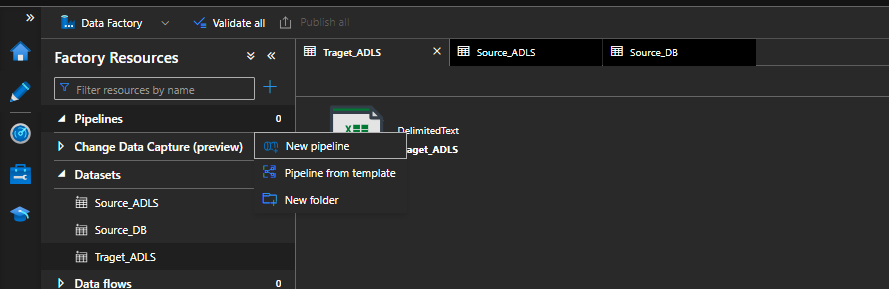 »
Data Factory
Validate all
Publish all
Factory Resources
«
Filter resources by name
+
Pipelines
0
Change Data Capture (preview)
Datasets
Source_ADLS
Source_DB
Traget_ADLS
Data flows
0
New pipeline
Pipeline from template
New folder
Traget_ADLS
Source_ADLS
Source_DB
X
DelimitedText
raget_ADLS